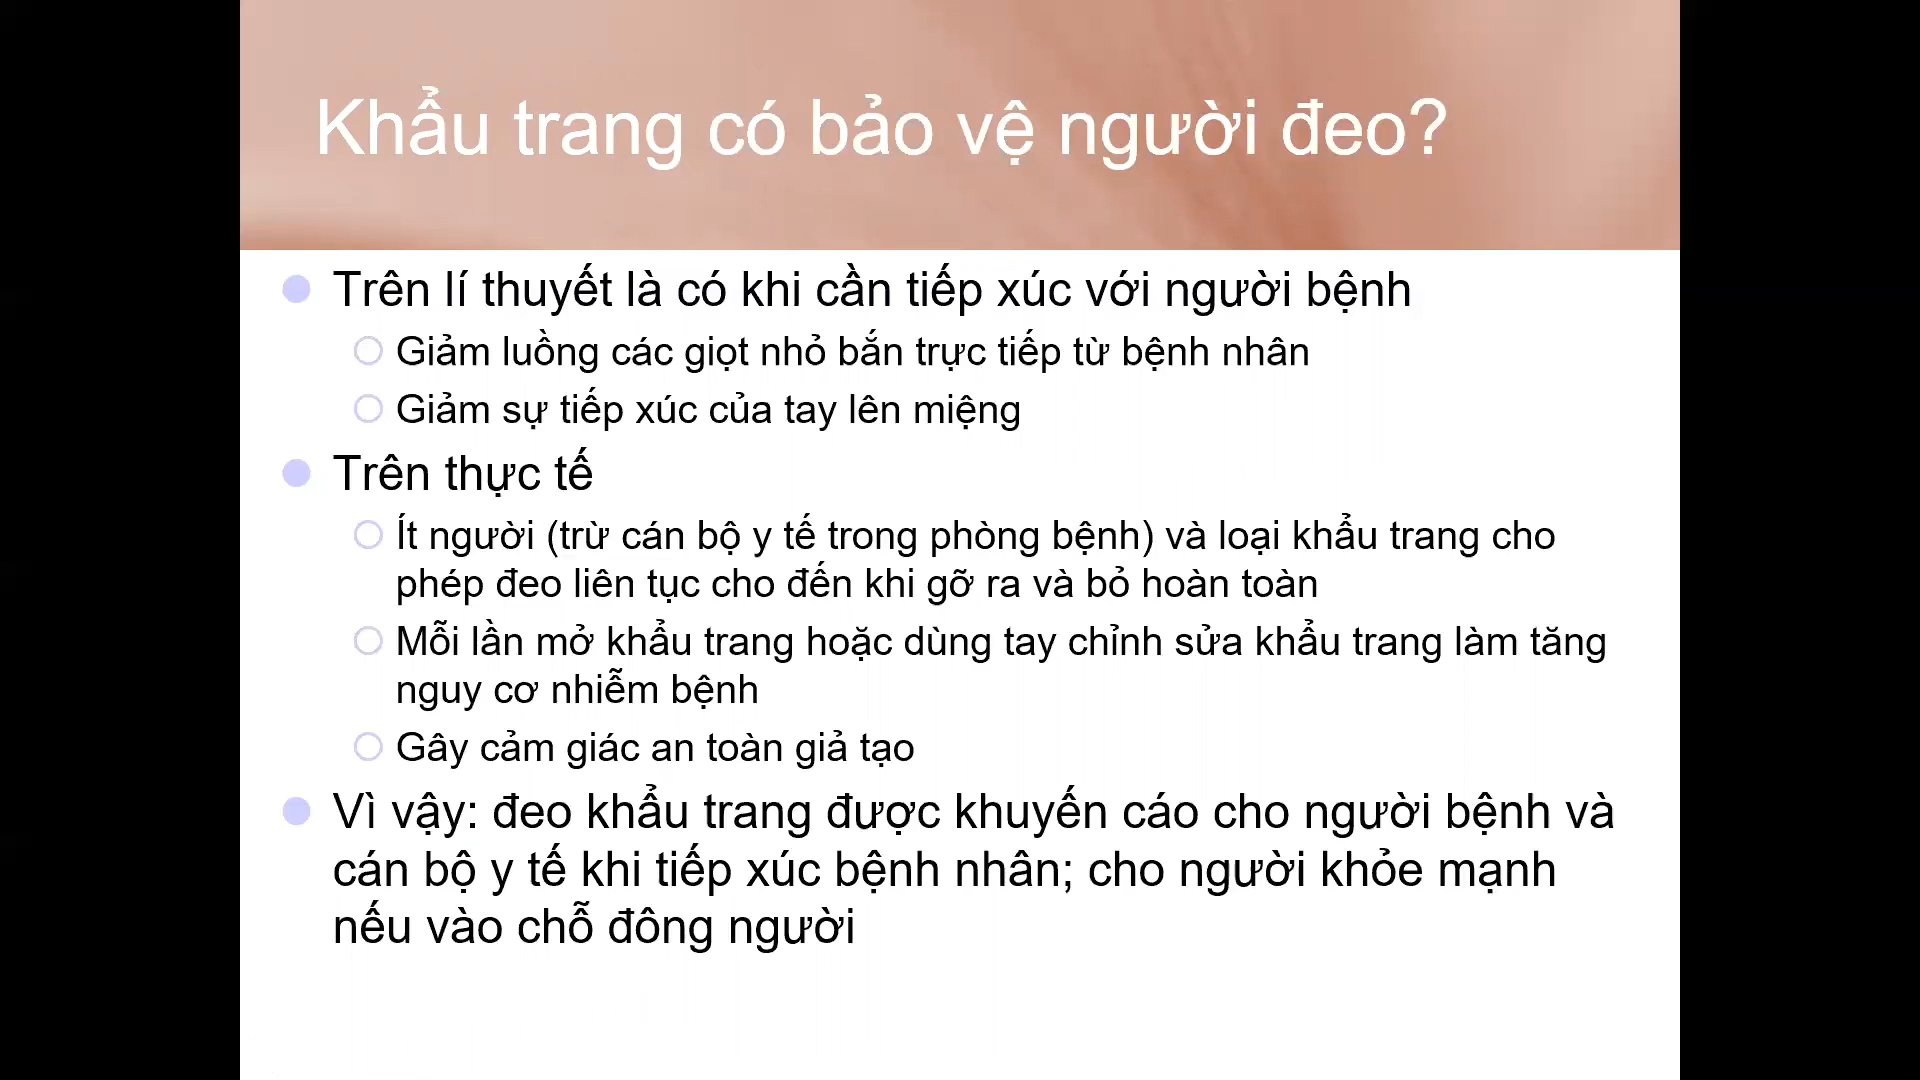 Khẩu trang có bảo vệ người đeo?
Trên lí thuyết là có khi cần tiếp xúc với người bệnh
Giảm luồng các giọt nhỏ bắn trực tiếp từ bệnh nhân
Giảm sự tiếp xúc của tay lên miệng
Trên thực tế
Ít người (trừ cán bộ y tế trong phòng bệnh) và loại khẩu trang cho
phép đeo liên tục cho đến khi gỡ ra và bỏ hoàn toàn
Mỗi lần mở khẩu trang hoặc dùng tay chỉnh sửa khẩu trang làm tăng
nguy cơ nhiễm bệnh
Gây cảm giác an toàn giả tạo
Vì vậy: đeo khẩu trang được khuyến cáo cho người bệnh và
cán bộ y tế khi tiếp xúc bệnh nhân; cho người khỏe mạnh
nếu vào chỗ đông người